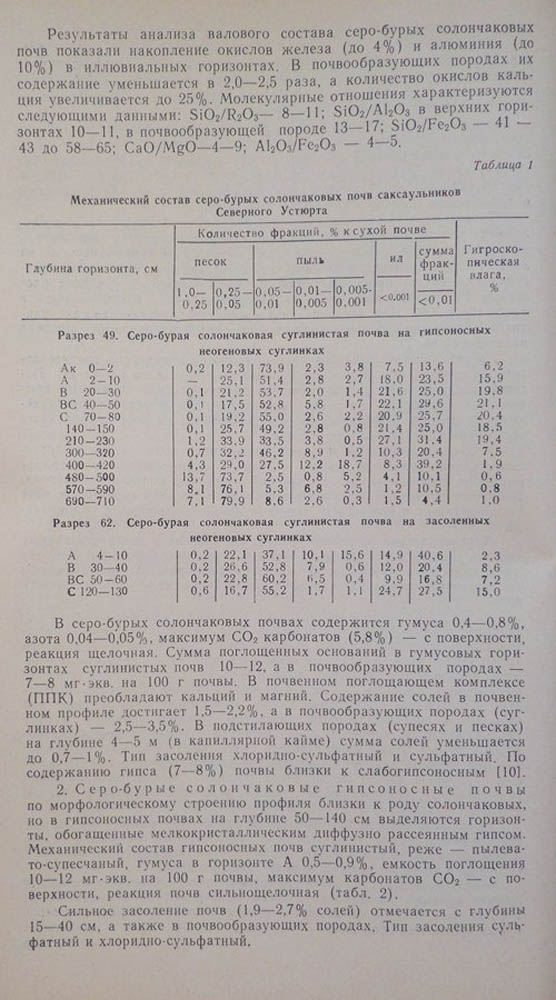 Результаты анализа валового состава серо-бурых солончаковых
почв показали накопление окислов железа (до 4%) и алюминия (до
10%) в иллювиальных горизонтах. В почвообразующих породах их
содержание уменьшается в 2,0—2,5 раза, а количество окислов каль-
ция увеличивается до 25%. Молекулярные отношения характеризуются
следующими данными: SiO₂/R₂O₃— 8—11; SiO₂/Al₂O₃ в верхних гори-
зонтах 10—11, в почвообразующей породе 13—17; SiO₂/Fe₂O₃ — 41 —
43 до 58—65; CaO/MgO—4—9; Al₂O₃/Fe₂O₃ — 4—5.
Таблица 1
Механический состав серо-бурых солончаковых почв саксаульников
Северного Устюрта
Глубина горизонта, см
Количество фракций, % к сухой почве
Гигроско-
пическая
влага,
%
песок пыль ил сумма
фрак-
ций
1,0—
0,25 0,25—
0,05 0,05—
0,01 0,01—
0,005 0,005-
0,001 <0,001 <0,01
Разрез 49. Серо-бурая солончаковая суглинистая почва на гипсоносных
неогеновых суглинках
Ак 0—2 0,2 12,3 73,9 2,3 3,8 7,5 13,6 6,2
А 2—10 — 25,1 51,4 2,8 2,7 18,0 23,5 15,9
В 20—30 0,1 21,2 53,7 2,0 1,4 21,6 25,0 19,8
ВС 40—50 0,1 17,5 52,8 5,8 1,7 22,1 29,6 21,1
С 70—80 0,1 19,2 55,0 2,6 2,2 20,9 25,7 20,4
140—150 0,1 25,7 49,2 2,8 0,8 21,4 25,0 18,5
210—230 1,2 33,9 33,5 3,8 0,5 27,1 31,4 19,4
300—320 0,7 32,2 46,2 8,9 1,2 10,3 20,4 7,5
400—420 4,3 29,0 27,5 12,2 18,7 8,3 39,2 1,9
480—500 13,7 73,7 2,5 0,8 5,2 4,1 10,1 0,6
570—590 8,1 76,1 5,3 6,8 2,5 1,2 10,5 0,8
690—710 7,1 79,9 8,6 2,6 0,3 1,5 4,4 1,0
Разрез 62. Серо-бурая солончаковая суглинистая почва на засоленных
неогеновых суглинках
А 4—10 0,2 22,1 37,1 10,1 15,6 14,9 40,6 2,3
В 30—40 0,2 26,6 52,8 7,9 0,6 12,0 20,4 8,6
ВС 50—60 0,2 22,8 60,2 6,5 0,4 9,9 16,8 7,2
С 120—130 0,6 16,7 55,2 1,7 1,1 24,7 27,5 15,0
В серо-бурых солончаковых почвах содержится гумуса 0,4—0,8%,
азота 0,04—0,05%, максимум CO₂ карбонатов (5,8%) — с поверхности,
реакция щелочная. Сумма поглощенных оснований в гумусовых гори-
зонтах суглинистых почв 10—12, а в почвообразующих породах —
7—8 мг·экв. на 100 г почвы. В почвенном поглощающем комплексе
(ППК) преобладают кальций и магний. Содержание солей в почвен-
ном профиле достигает 1,5—2,2%, а в почвообразующих породах (суг-
линках) — 2,5—3,5%. В подстилающих породах (супесях и песках)
на глубине 4—5 м (в капиллярной кайме) сумма солей уменьшается
до 0,7—1%. Тип засоления хлоридно-сульфатный и сульфатный. По
содержанию гипса (7—8%) почвы близки к слабогипсоносным [10].
2. Серо-бурые солончаковые гипсоносные почвы
по морфологическому строению профиля близки к роду солончаковых,
но в гипсоносных почвах на глубине 50—140 см выделяются горизон-
ты, обогащенные мелкокристаллическим диффузно рассеянным гипсом.
Механический состав гипсоносных почв суглинистый, реже — пылева-
то-супесчаный, гумуса в горизонте А 0,5—0,9%, емкость поглощения
10—12 мг·экв. на 100 г почвы, максимум карбонатов CO₂ — с по-
верхности, реакция почв сильнощелочная (табл. 2).
Сильное засоление почв (1,9—2,7% солей) отмечается с глубины
15—40 см, а также в почвообразующих породах. Тип засоления суль-
фатный и хлоридно-сульфатный.